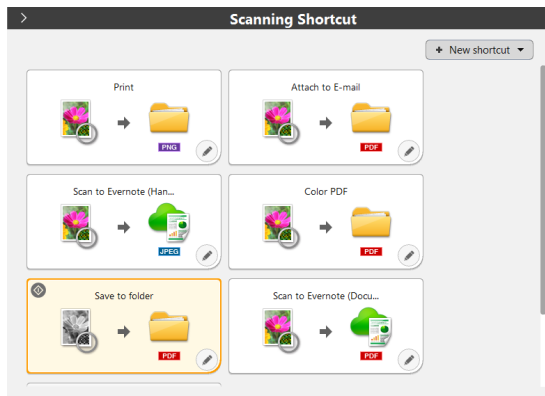 Scanning Shortcut
+ New shortcut
Print
PNG
Attach to E-mail
PDF
Scan to Evernote (Han...
JPEG
Color PDF
PDF
Save to folder
PDF
Scan to Evernote (Docu...
PDF